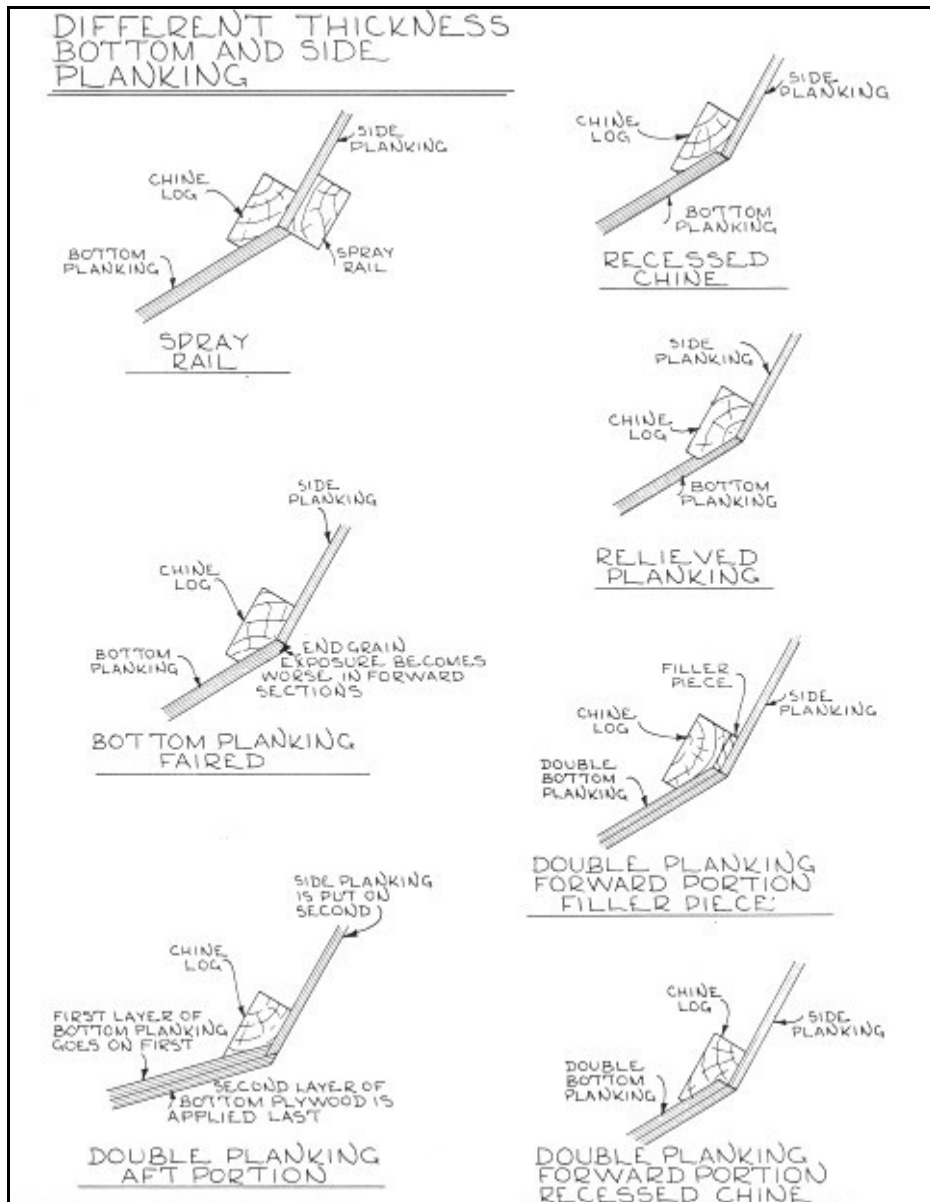 DIFFERENT THICKNESS
BOTTOM AND SIDE
PLANKING
SIDE
PLANKING
CHINE
LOG
BOTTOM
PLANKING
SPRAY
RAIL
SPRAY
RAIL
SIDE
PLANKING
CHINE
LOG
BOTTOM
PLANKING
RECESSED
CHINE
SIDE
PLANKING
CHINE
LOG
BOTTOM
PLANKING
RELIEVED
PLANKING
SIDE
PLANKING
CHINE
LOG
BOTTOM
PLANKING
END GRAIN
EXPOSURE BECOMES
WORSE IN FORWARD
SECTIONS
BOTTOM PLANKING
FAIRED
FILLER
PIECE
SIDE
PLANKING
CHINE
LOG
DOUBLE
BOTTOM
PLANKING
DOUBLE PLANKING
FORWARD PORTION
FILLER PIECE
SIDE PLANKING
IS PUT ON
SECOND
CHINE
LOG
FIRST LAYER OF
BOTTOM PLANKING
GOES ON FIRST
SECOND LAYER OF
BOTTOM PLYWOOD IS
APPLIED LAST
DOUBLE PLANKING
AFT PORTION
CHINE
LOG
SIDE
PLANKING
DOUBLE
BOTTOM
PLANKING
DOUBLE PLANKING
FORWARD PORTION
RECESSED CHINE